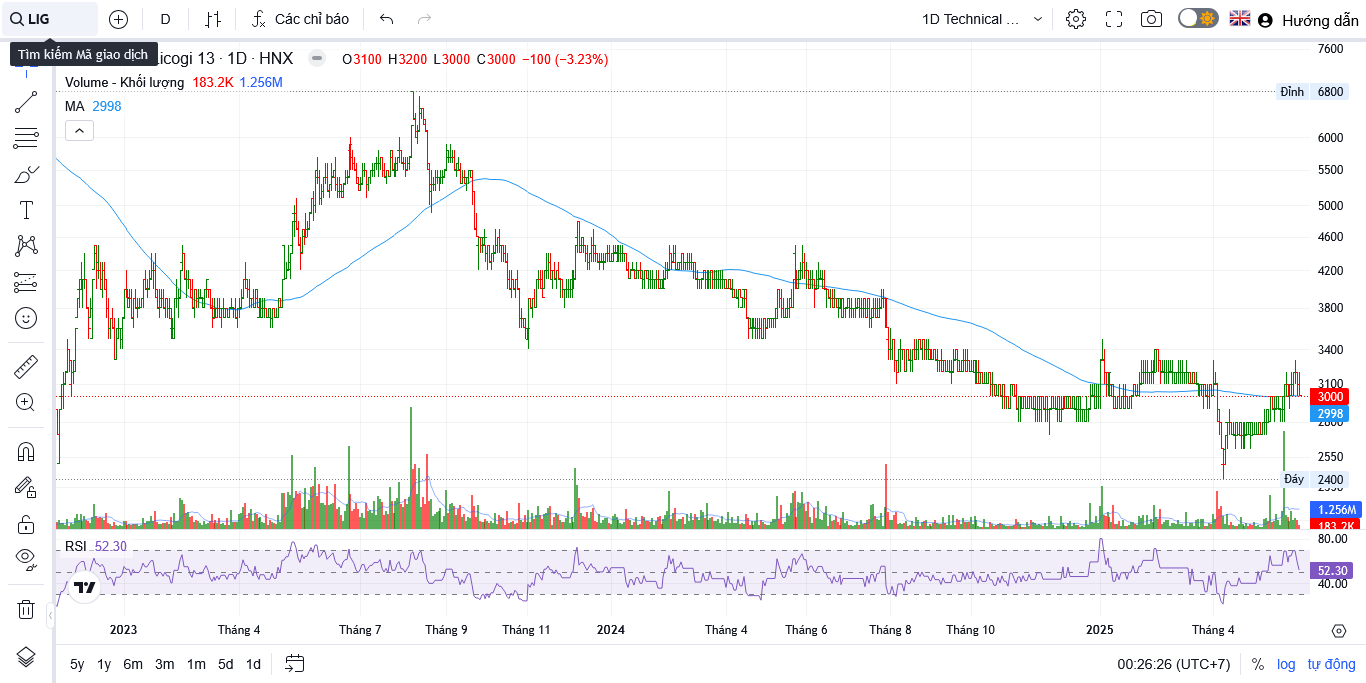 LIG
D
Các chỉ báo
1D Technical ...
Hướng dẫn
Tìm kiếm Mã giao dịch
Licogi 13 · 1D · HNX
O3100 H3200 L3000 C3000 −100 (−3.23%)
Volume - Khối lượng 183.2K 1.256M
MA 2998
7600
Đỉnh 6800
6000
5500
5000
4600
4200
3800
3400
3100
3000
2998
2800
2550
Đáy 2400
1.256M
183.2K
RSI 52.30
80.00
52.30
40.00
2023 Tháng 4 Tháng 7 Tháng 9 Tháng 11 2024 Tháng 4 Tháng 6 Tháng 8 Tháng 10 2025 Tháng 4
5y 1y 6m 3m 1m 5d 1d
00:26:26 (UTC+7) % log tự động